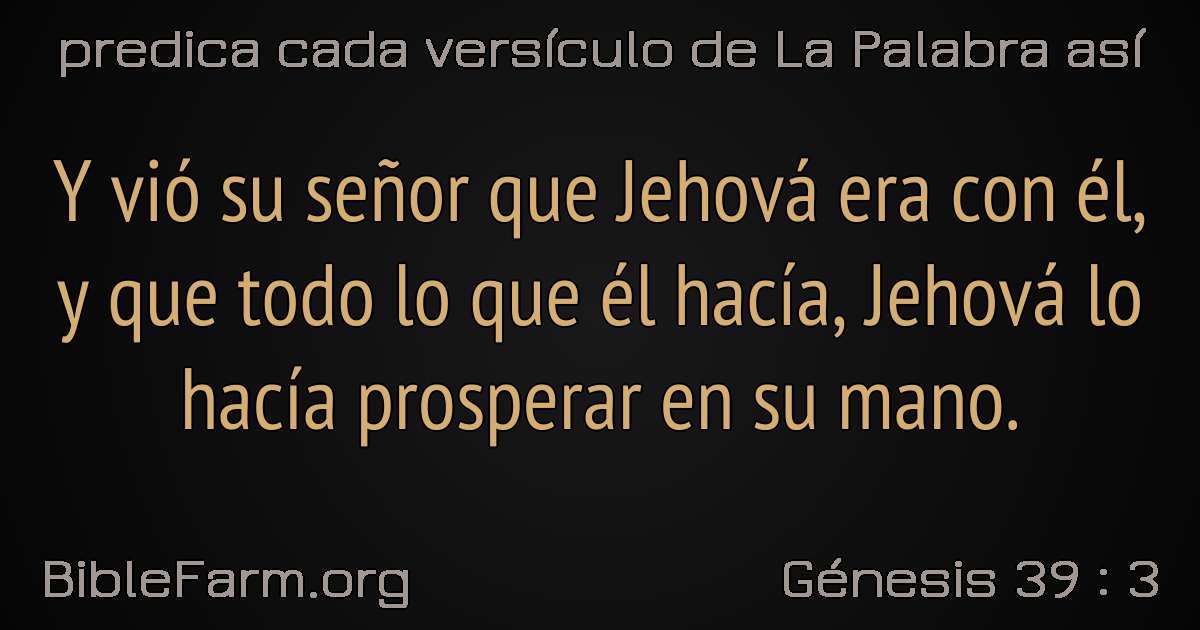 predica cada versículo de La Palabra así
Y vió su señor que Jehová era con él,
y que todo lo que él hacía, Jehová lo
hacía prosperar en su mano.
BibleFarm.org
Génesis 39 : 3